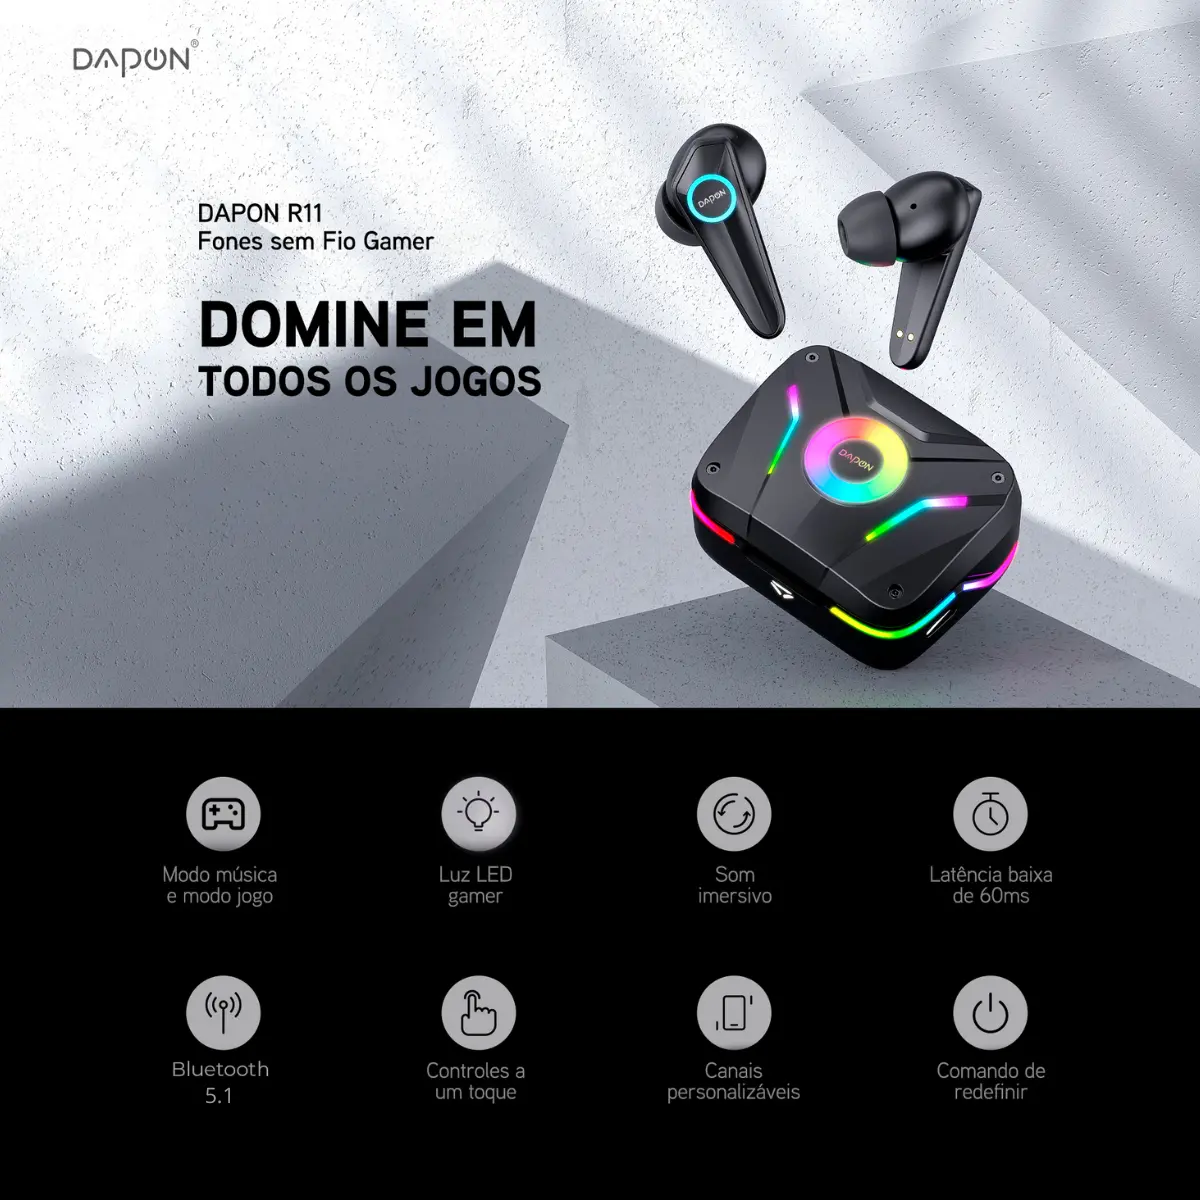 DAPON®
DAPON R11
Fones sem Fio Gamer
DOMINE EM
TODOS OS JOGOS
DAPON
DAPON
Modo música
e modo jogo
Luz LED
gamer
Som
imersivo
Latência baixa
de 60ms
Bluetooth
5.1
Controles a
um toque
Canais
personalizáveis
Comando de
redefinir